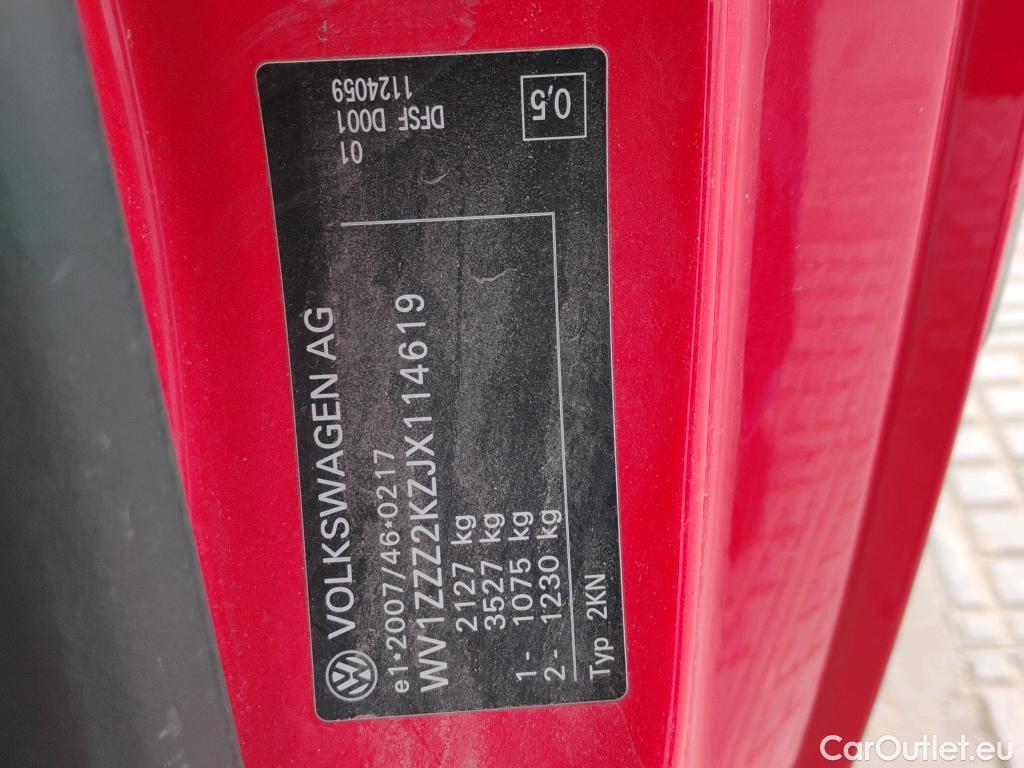 VOLKSWAGEN AG
e1*2007/46*0217
WV1ZZZ2KZJX114619
2127 kg
3527 kg
1- 1075 kg
2- 1230 kg
Typ 2KN
01
DFSF D001
1124059
0,5
CarOutlet.eu